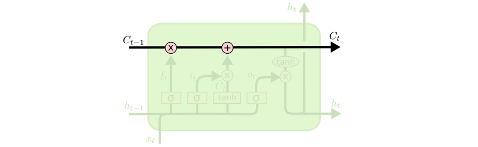 h_t
C_{t-1} × + C_t
tanh
f_t i_t o_t ×
×
σ σ tanh σ
h_{t-1} h_t
x_t